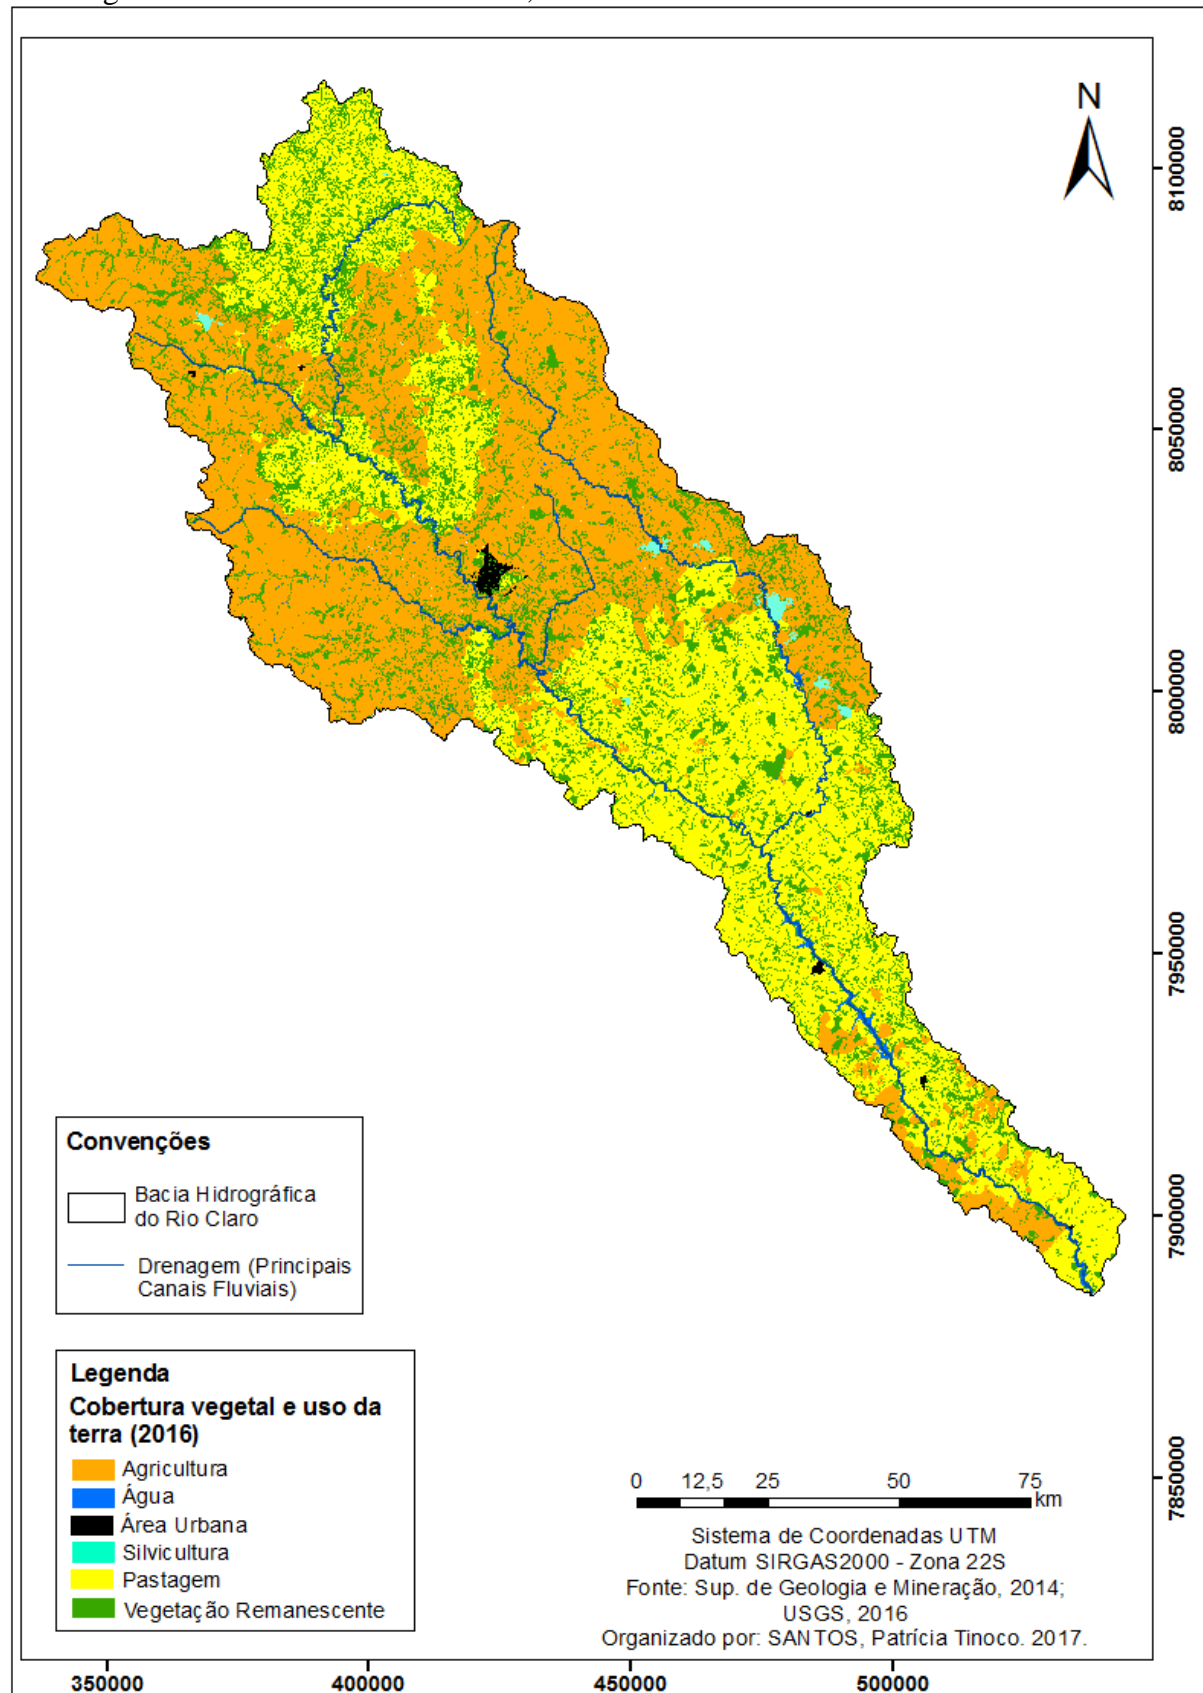 N
8100000
8050000
8000000
7950000
7900000
7850000
Convenções
Bacia Hidrográfica
do Rio Claro
Drenagem (Principais
Canais Fluviais)
Legenda
Cobertura vegetal e uso da
terra (2016)
Agricultura
Água
Área Urbana
Silvicultura
Pastagem
Vegetação Remanescente
0 12,5 25 50 75
km
Sistema de Coordenadas UTM
Datum SIRGAS2000 - Zona 22S
Fonte: Sup. de Geologia e Mineração, 2014;
USGS, 2016
Organizado por: SANTOS, Patrícia Tinoco. 2017.
350000 400000 450000 500000